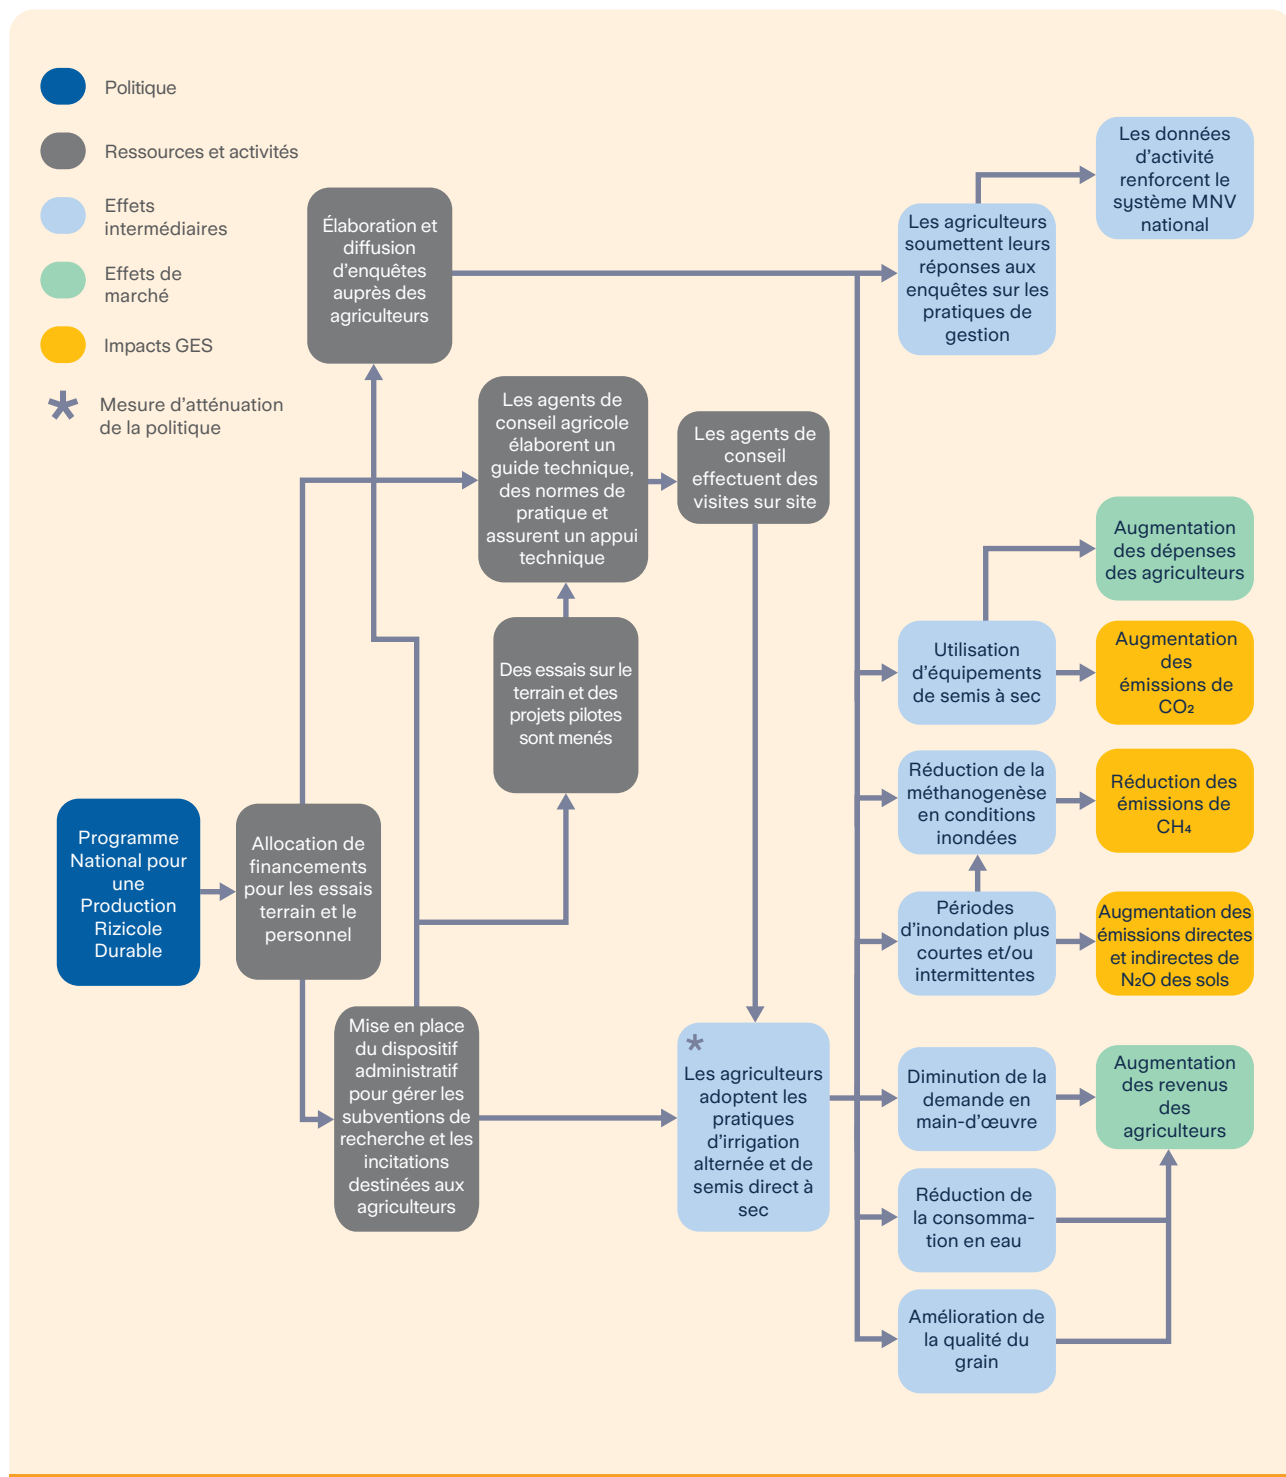 Politique
Ressources et activités
Effets
intermédiaires
Effets de
marché
Impacts GES
Mesure d'atténuation
de la politique
Programme
National pour
une
Production
Rizicole
Durable
Allocation de
financements
pour les essais
terrain et le
personnel
Mise en place
du dispositif
administratif
pour gérer les
subventions de
recherche et les
incitations
destinées aux
agriculteurs
Élaboration et
diffusion
d'enquêtes
auprès des
agriculteurs
Les agents de
conseil agricole
élaborent un
guide technique,
des normes de
pratique et
assurent un appui
technique
Des essais sur le
terrain et des
projets pilotes
sont menés
Les agents de
conseil
effectuent des
visites sur site
*
Les agriculteurs
adoptent les
pratiques
d'irrigation
alternée et de
semis direct à
sec
Les agriculteurs
soumettent leurs
réponses aux
enquêtes sur les
pratiques de
gestion
Les données
d'activité
renforcent le
système MNV
national
Utilisation
d'équipements
de semis à sec
Augmentation
des dépenses
des agriculteurs
Augmentation
des
émissions de
CO₂
Réduction de la
méthanogenèse
en conditions
inondées
Réduction des
émissions de
CH₄
Périodes
d'inondation plus
courtes et/ou
intermittentes
Augmentation des
émissions directes
et indirectes de
N₂O des sols
Diminution de la
demande en
main-d'œuvre
Augmentation
des revenus
des
agriculteurs
Réduction de
la consomma-
tion en eau
Amélioration de
la qualité du
grain